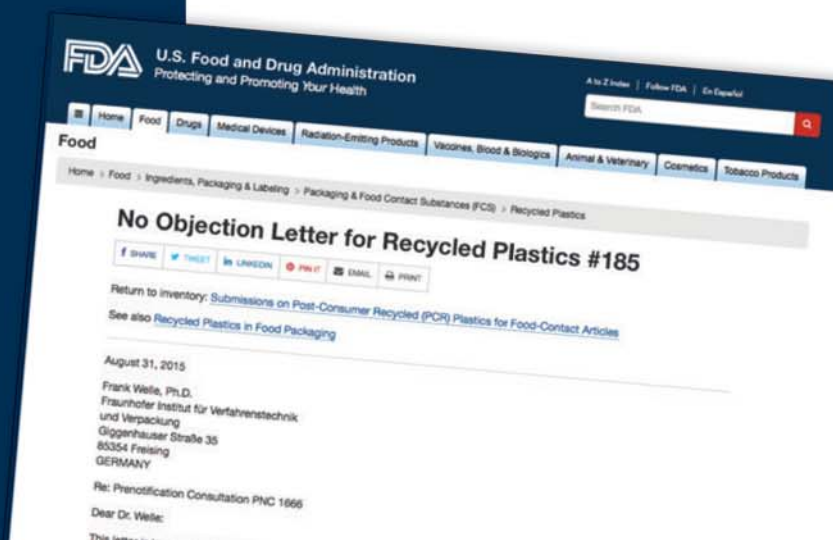 FDA
U.S. Food and Drug Administration
Protecting and Promoting Your Health
A to Z Index | Follow FDA | En Español
Search FDA
Home Food Drugs Medical Devices Radiation-Emitting Products Vaccines, Blood & Biologics Animal & Veterinary Cosmetics Tobacco Products
Food
Home > Food > Ingredients, Packaging & Labeling > Packaging & Food Contact Substances (FCS) > Recycled Plastics
No Objection Letter for Recycled Plastics #185
f SHARE TWEET in LINKEDIN PIN IT EMAIL PRINT
Return to inventory: Submissions on Post-Consumer Recycled (PCR) Plastics for Food-Contact Articles
See also Recycled Plastics in Food Packaging
August 31, 2015
Frank Welle, Ph.D.
Fraunhofer Institut für Verfahrenstechnik
und Verpackung
Giggenhauser Straße 35
85354 Freising
GERMANY
Re: Prenotification Consultation PNC 1666
Dear Dr. Welle:
This letter